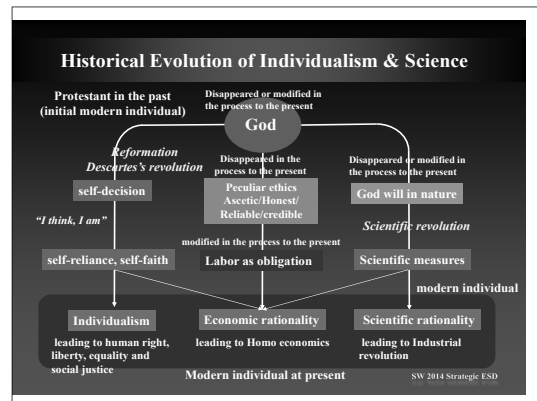 Historical Evolution of Individualism & Science
Protestant in the past
(initial modern individual)
Disappeared or modified in
the process to the present
God
Reformation
Descartes's revolution
self-decision
"I think, I am"
self-reliance, self-faith
Disappeared in the
process to the present
Peculiar ethics
Ascetic/Honest/
Reliable/credible
modified in the process to the present
Labor as obligation
Disappeared or modified in
the process to the present
God will in nature
Scientific revolution
Scientific measures
modern individual
Individualism
leading to human right,
liberty, equality and
social justice
Economic rationality
leading to Homo economics
Scientific rationality
leading to Industrial
revolution
Modern individual at present
SW 2014 Strategic ESD